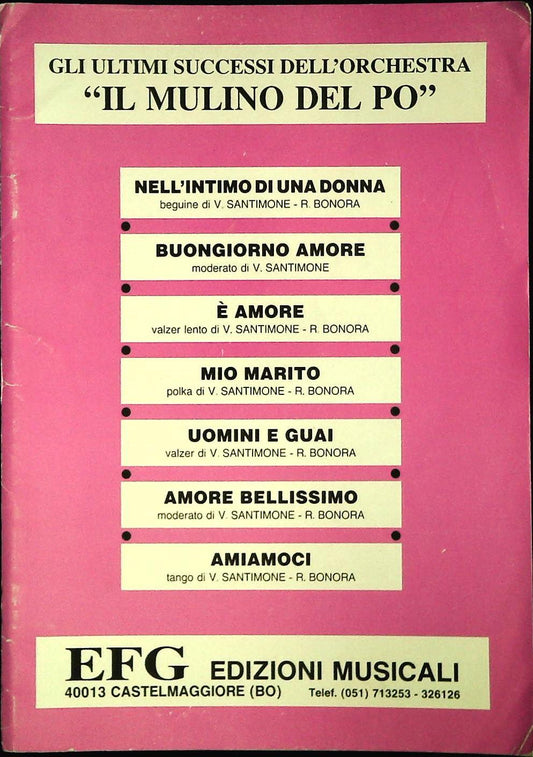 GLI ULTIMI SUCCESSI DELL'ORCHESTRA
"IL MULINO DEL PO"
NELL'INTIMO DI UNA DONNA
beguine di V. SANTIMONE - R. BONORA
BUONGIORNO AMORE
moderato di V. SANTIMONE
È AMORE
valzer lento di V. SANTIMONE - R. BONORA
MIO MARITO
polka di V. SANTIMONE - R. BONORA
UOMINI E GUAI
valzer di V. SANTIMONE - R. BONORA
AMORE BELLISSIMO
moderato di V. SANTIMONE - R. BONORA
AMIAMOCI
tango di V. SANTIMONE - R. BONORA
EFG EDIZIONI MUSICALI
40013 CASTELMAGGIORE (BO) Telef. (051) 713253 - 326126